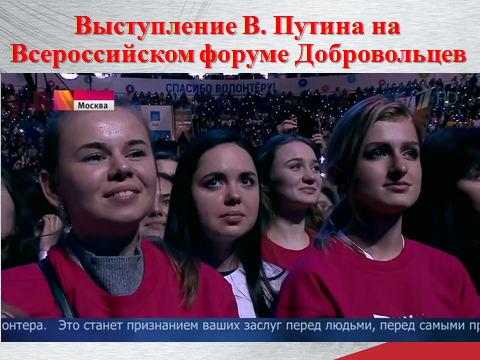 Выступление В. Путина на
Всероссийском форуме Добровольцев
СПАСИБО ВОЛОНТЁРУ!
Москва
онтера. Это станет признанием ваших заслуг перед людьми, перед самыми пр